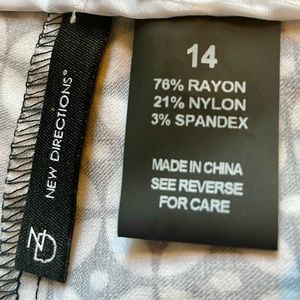 NEW DIRECTIONS®
ND
14
76% RAYON
21% NYLON
3% SPANDEX
MADE IN CHINA
SEE REVERSE
FOR CARE